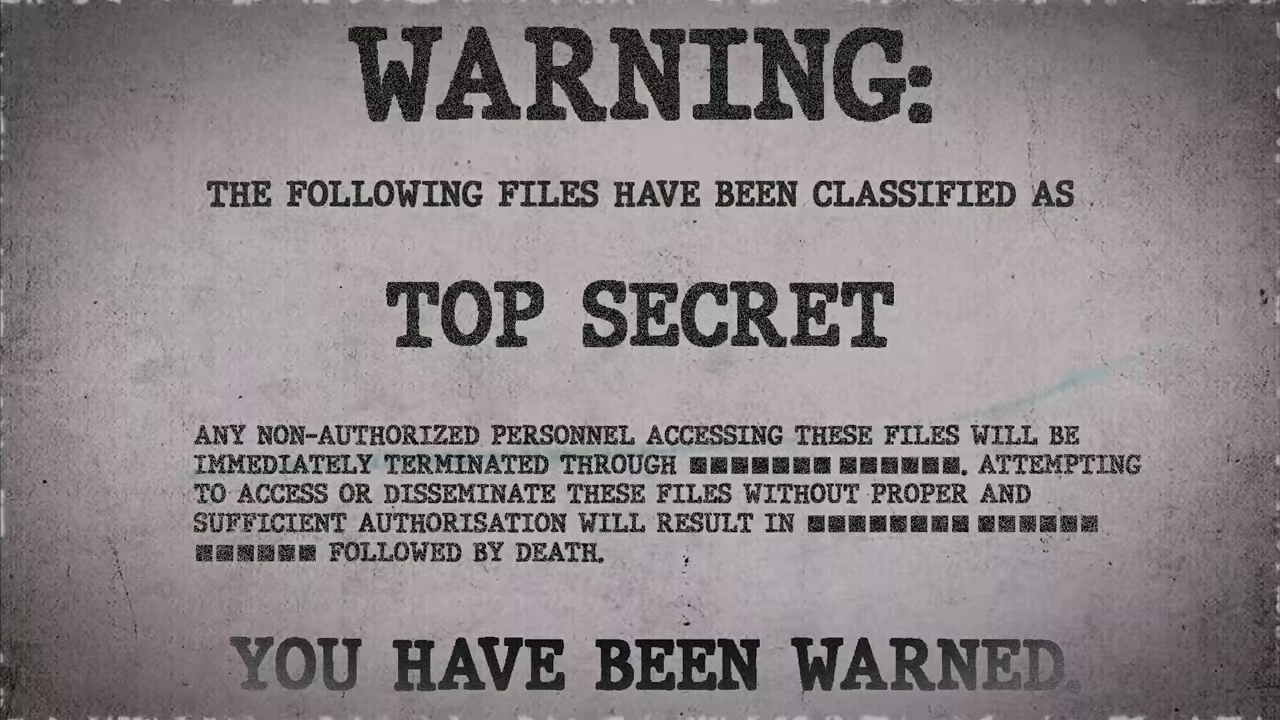 WARNING:
THE FOLLOWING FILES HAVE BEEN CLASSIFIED AS
TOP SECRET
ANY NON-AUTHORIZED PERSONNEL ACCESSING THESE FILES WILL BE
IMMEDIATELY TERMINATED THROUGH ■■■■■■■ ■■■■■■. ATTEMPTING
TO ACCESS OR DISSEMINATE THESE FILES WITHOUT PROPER AND
SUFFICIENT AUTHORISATION WILL RESULT IN ■■■■■■■■ ■■■■■■
■■■■■■ FOLLOWED BY DEATH.
YOU HAVE BEEN WARNED.